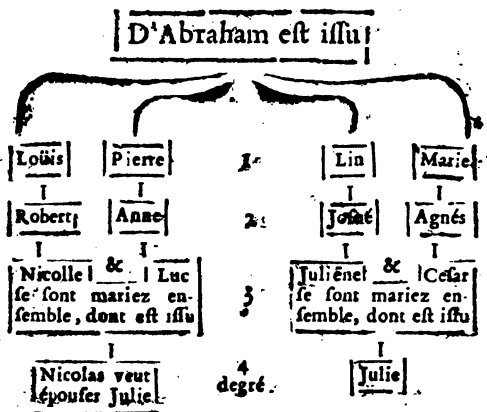 D'Abraham est issu
Loüis Pierre 1 Lin Marie
Robert Anne 2 Josué Agnés
Nicolle & Luc
se sont mariez en-
semble, dont est issu
3
Juliéne & Cesar
se sont mariez en-
semble, dont est issu
Nicolas veut
épouser Julie
4
degré.
Julie